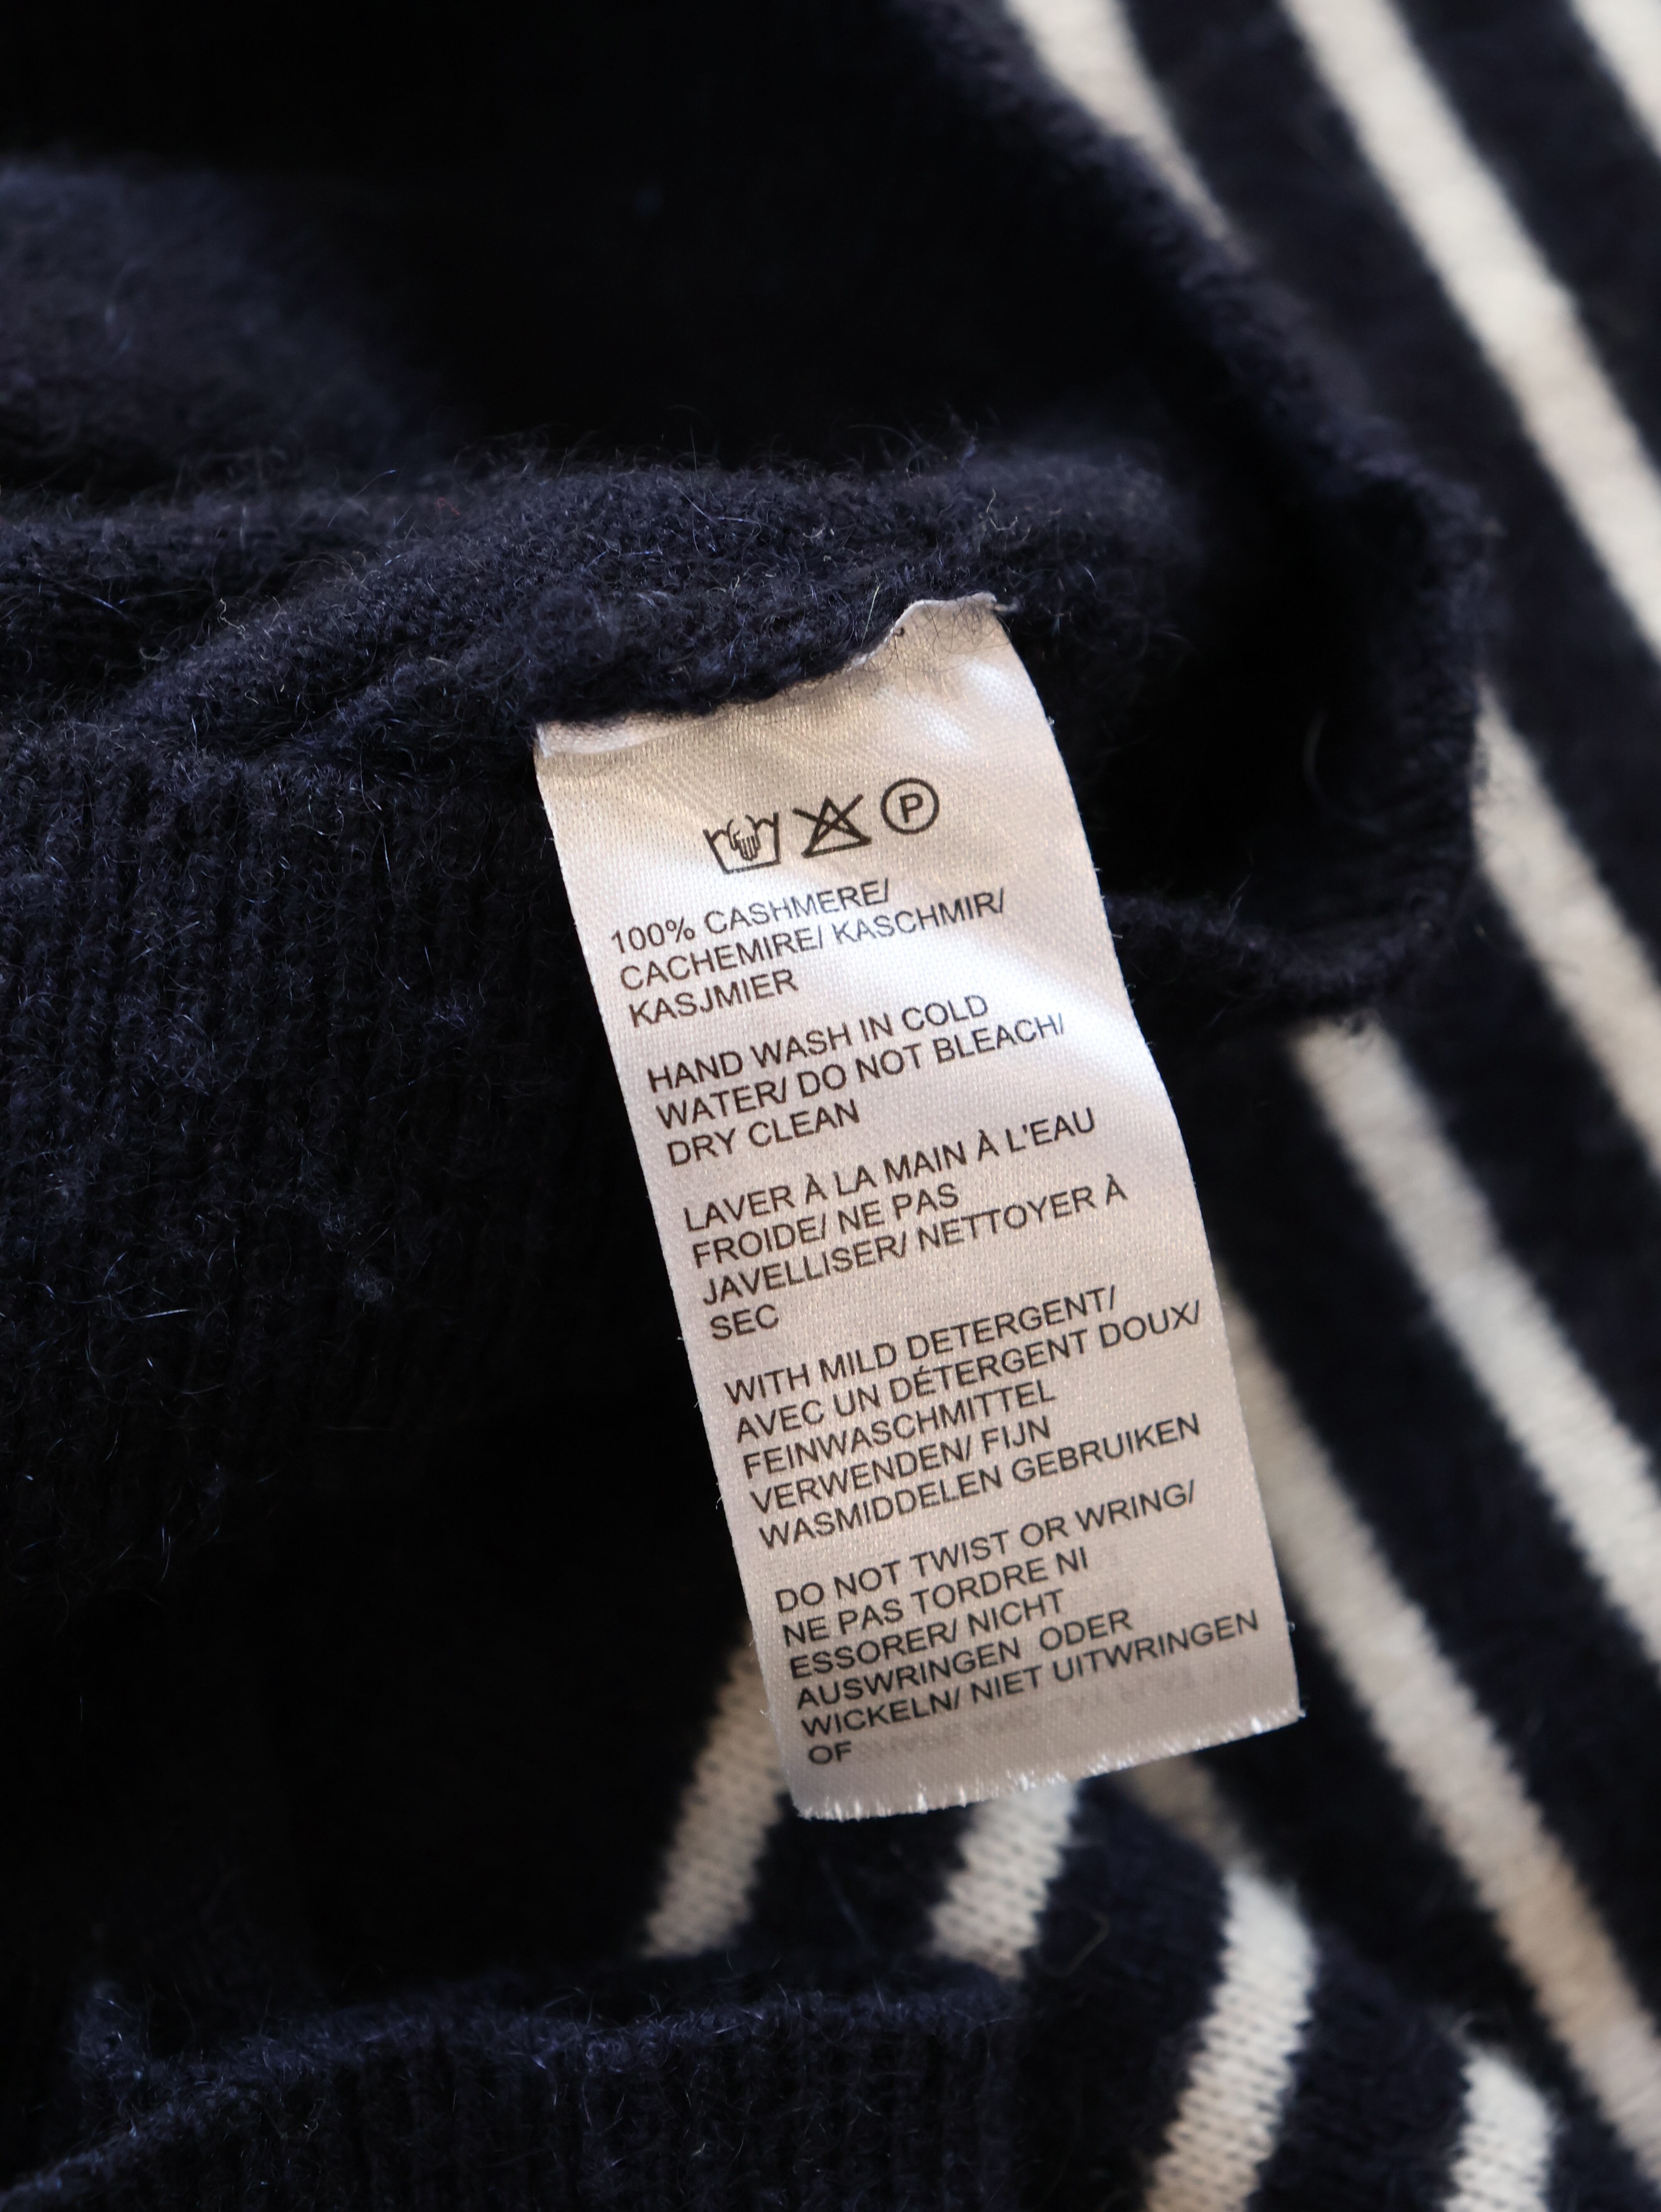 P
100% CASHMERE/
CACHEMIRE/ KASCHMIR/
KASJMIER
HAND WASH IN COLD
WATER/ DO NOT BLEACH/
DRY CLEAN
LAVER À LA MAIN À L'EAU
FROIDE/ NE PAS
JAVELLISER/ NETTOYER À
SEC
WITH MILD DETERGENT/
AVEC UN DÉTERGENT DOUX/
FEINWASCHMITTEL
VERWENDEN/ FIJN
WASMIDDELEN GEBRUIKEN
DO NOT TWIST OR WRING/
NE PAS TORDRE NI
ESSORER/ NICHT
AUSWRINGEN ODER
WICKELN/ NIET UITWRINGEN
OF